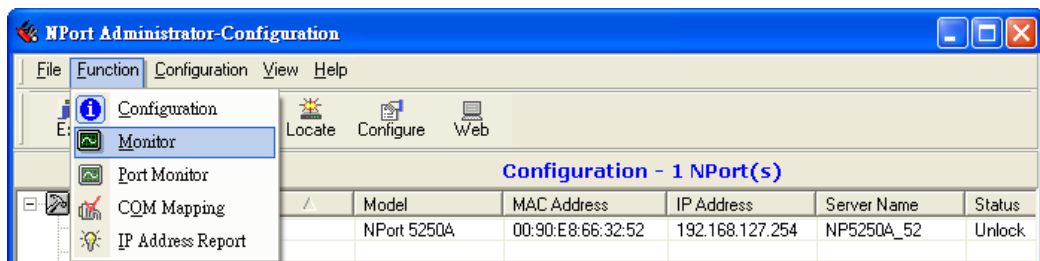 NPort Administrator-Configuration
File Function Configuration View Help
Locate Configure Web
Configuration
Monitor
Port Monitor
COM Mapping
IP Address Report
Configuration - 1 NPort(s)
Model MAC Address IP Address Server Name Status
NPort 5250A 00:90:E8:66:32:52 192.168.127.254 NP5250A_52 Unlock